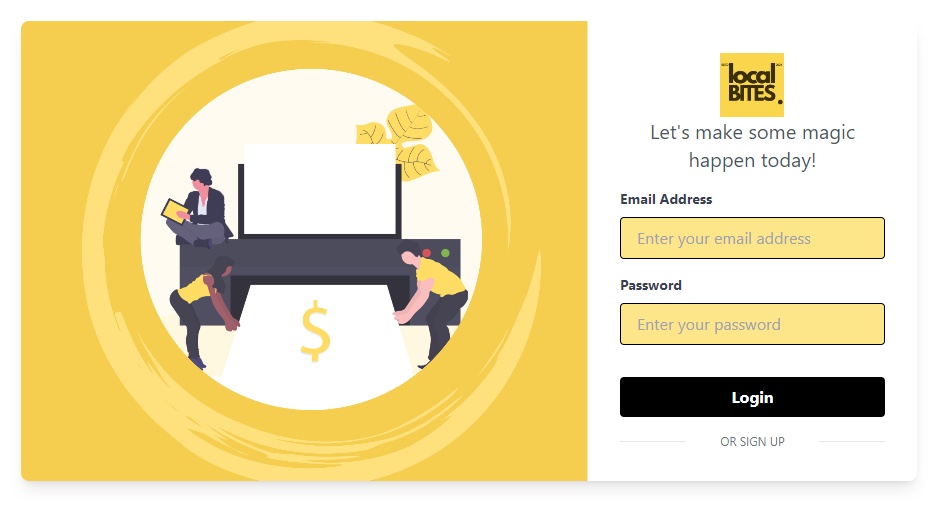 local
BITES.
Let's make some magic
happen today!
Email Address
Enter your email address
Password
Enter your password
Login
OR SIGN UP
$